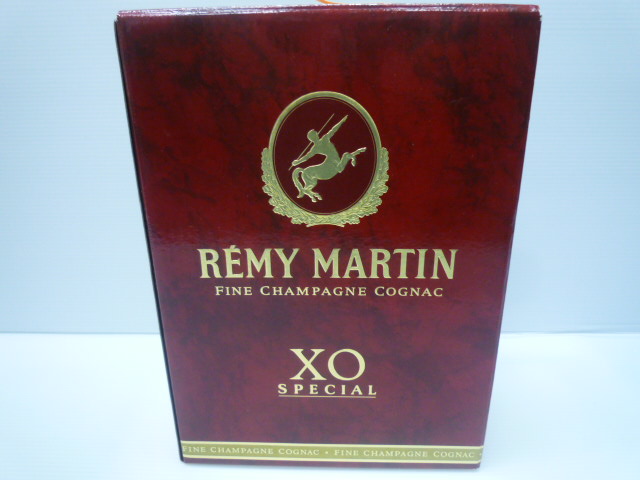 RÉMY MARTIN
FINE CHAMPAGNE COGNAC
XO
SPECIAL
FINE CHAMPAGNE COGNAC • FINE CHAMPAGNE COGNAC •